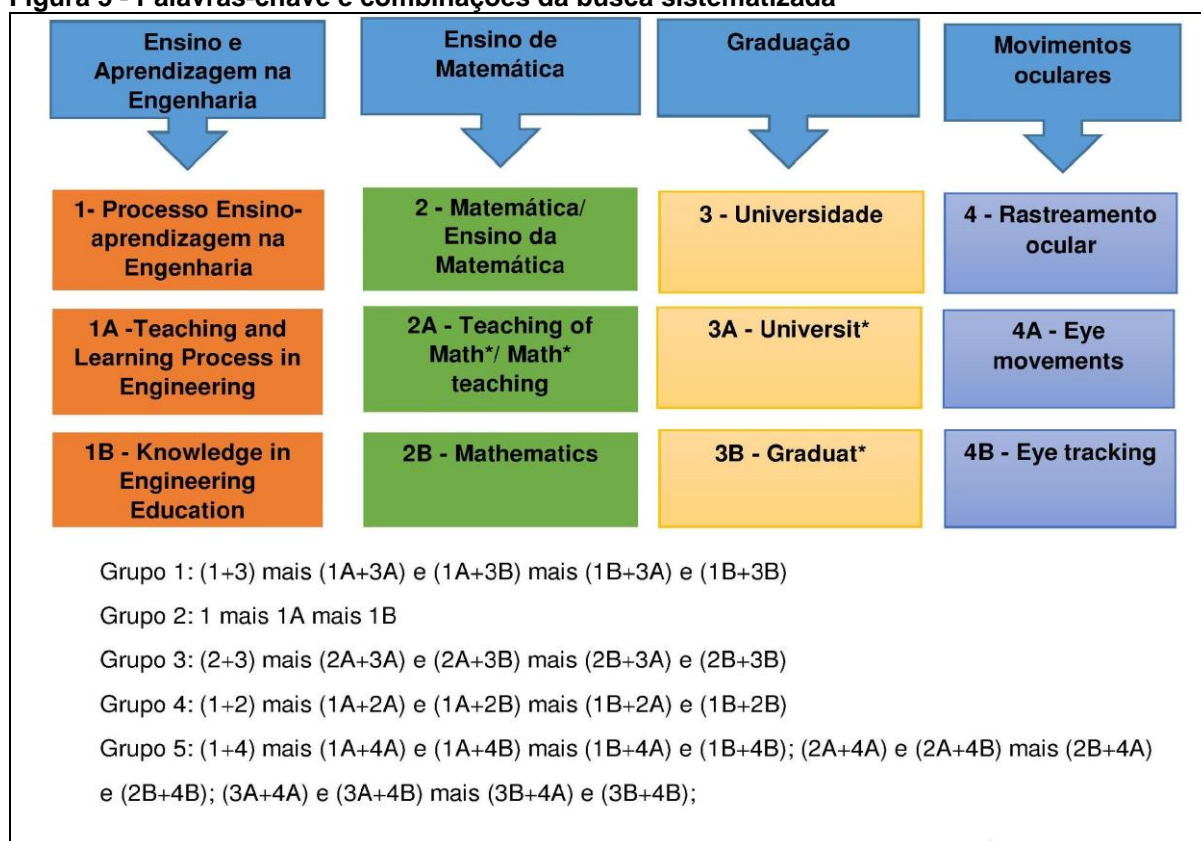 Figura 5 - Palavras-chave e combinações da busca sistematizada
Ensino e
Aprendizagem na
Engenharia
Ensino de
Matemática
Graduação
Movimentos
oculares
1- Processo Ensino-
aprendizagem na
Engenharia
2 - Matemática/
Ensino da
Matemática
3 - Universidade
4 - Rastreamento
ocular
1A -Teaching and
Learning Process in
Engineering
2A - Teaching of
Math*/ Math*
teaching
3A - Universit*
4A - Eye
movements
1B - Knowledge in
Engineering
Education
2B - Mathematics
3B - Graduat*
4B - Eye tracking
Grupo 1: (1+3) mais (1A+3A) e (1A+3B) mais (1B+3A) e (1B+3B)
Grupo 2: 1 mais 1A mais 1B
Grupo 3: (2+3) mais (2A+3A) e (2A+3B) mais (2B+3A) e (2B+3B)
Grupo 4: (1+2) mais (1A+2A) e (1A+2B) mais (1B+2A) e (1B+2B)
Grupo 5: (1+4) mais (1A+4A) e (1A+4B) mais (1B+4A) e (1B+4B); (2A+4A) e (2A+4B) mais (2B+4A)
e (2B+4B); (3A+4A) e (3A+4B) mais (3B+4A) e (3B+4B);